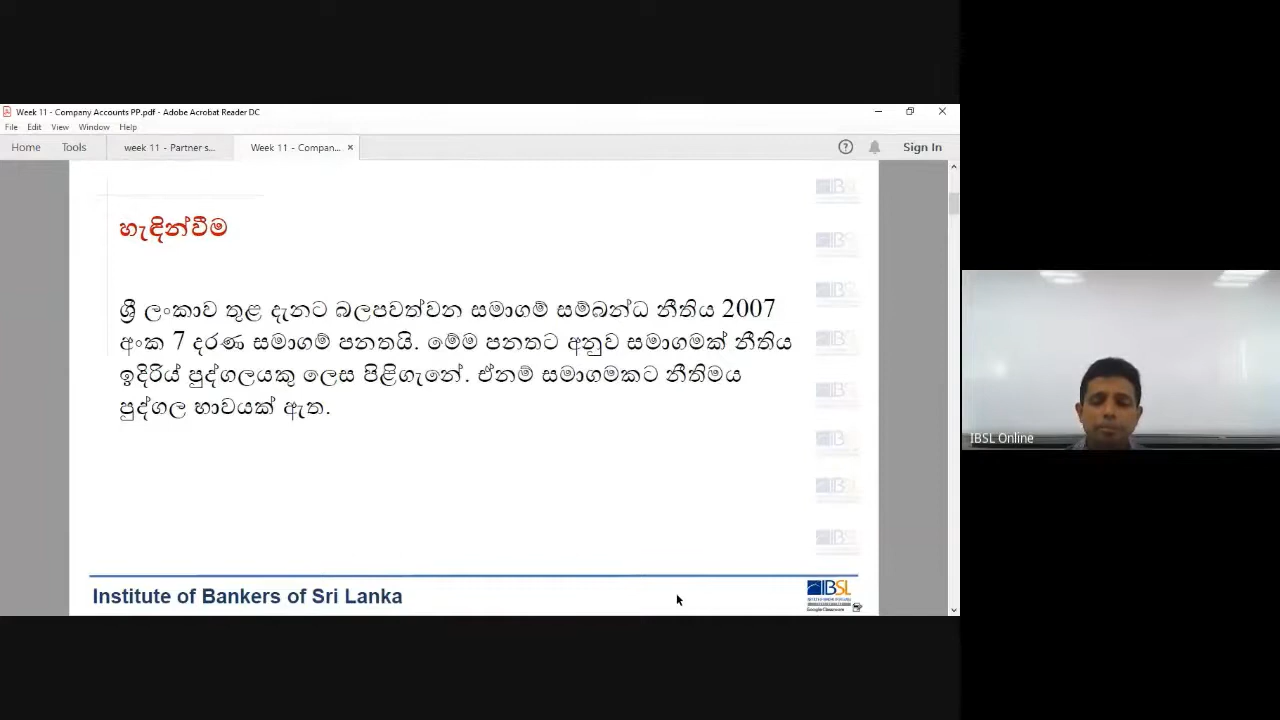 Week 11 - Company Accounts PP.pdf - Adobe Acrobat Reader DC
File Edit View Window Help
Home Tools week 11 - Partner s... Week 11 - Compan... × Sign In
හැඳින්වීම
ශ්‍රී ලංකාව තුළ දැනට බලපවත්වන සමාගම් සම්බන්ධ නීතිය 2007
අංක 7 දරණ සමාගම් පනතයි. මේම පනතට අනුව සමාගමක් නීතිය
ඉදිරියේ පුද්ගලයකු ලෙස පිළිගැනේ. ඒනම් සමාගමකට නීතිමය
පුද්ගල භාවයක් ඇත.
IBSL Online
Institute of Bankers of Sri Lanka
IBSL